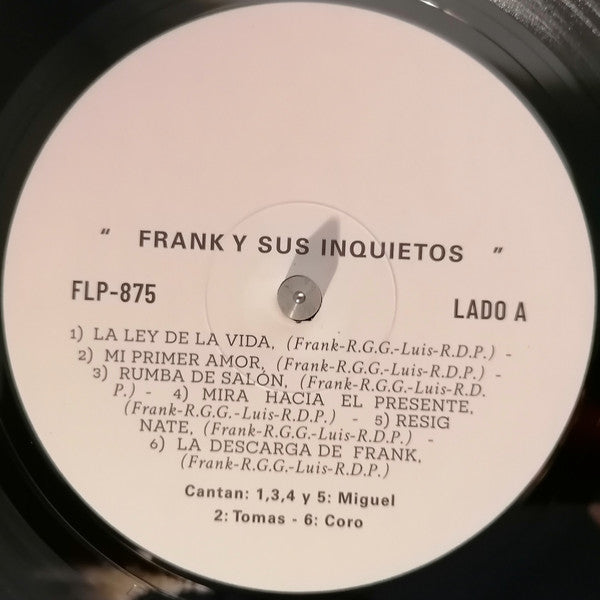 " FRANK Y SUS INQUIETOS "
FLP-875
LADO A
1) LA LEY DE LA VIDA, (Frank-R.G.G.-Luis-R.D.P.) -
2) MI PRIMER AMOR, (Frank-R.G.G.-Luis-R.D.P.) -
3) RUMBA DE SALÓN, (Frank-R.G.G.-Luis-R.D.
P.) - 4) MIRA HACIA EL PRESENTE,
(Frank-R.G.G.-Luis-R.D.P.) - 5) RESIG
NATE, (Frank-R.G.G.-Luis-R.D.P.) -
6) LA DESCARGA DE FRANK,
(Frank-R.G.G.-Luis-R.D.P.)
Cantan: 1,3,4 y 5: Miguel
2: Tomas - 6: Coro